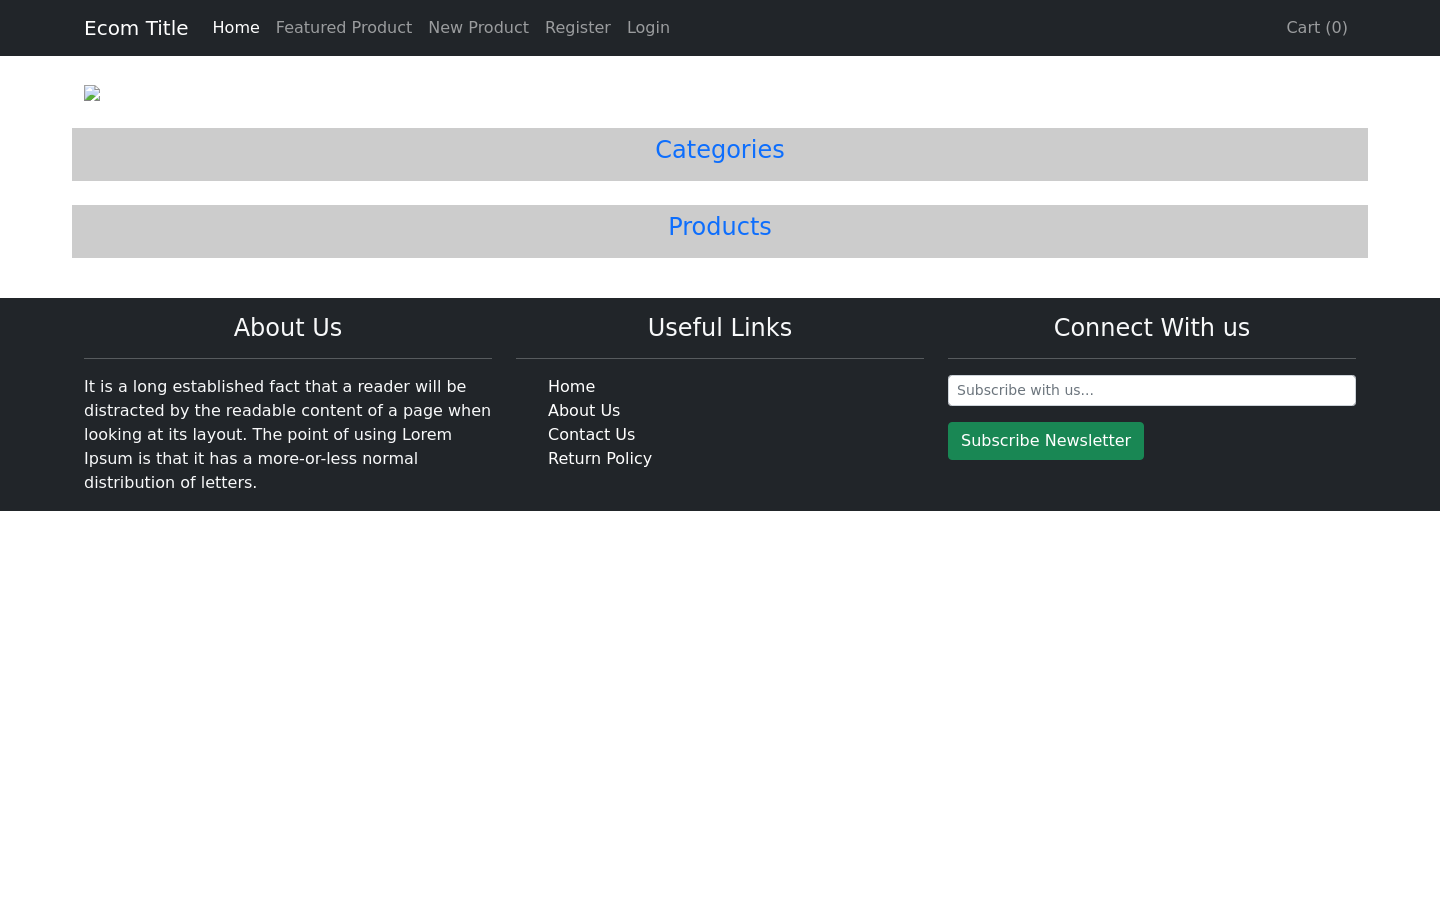 Ecom Title Home Featured Product New Product Register Login Cart (0)
Categories
Products
About Us
It is a long established fact that a reader will be
distracted by the readable content of a page when
looking at its layout. The point of using Lorem
Ipsum is that it has a more-or-less normal
distribution of letters.
Useful Links
Home
About Us
Contact Us
Return Policy
Connect With us
Subscribe with us...
Subscribe Newsletter